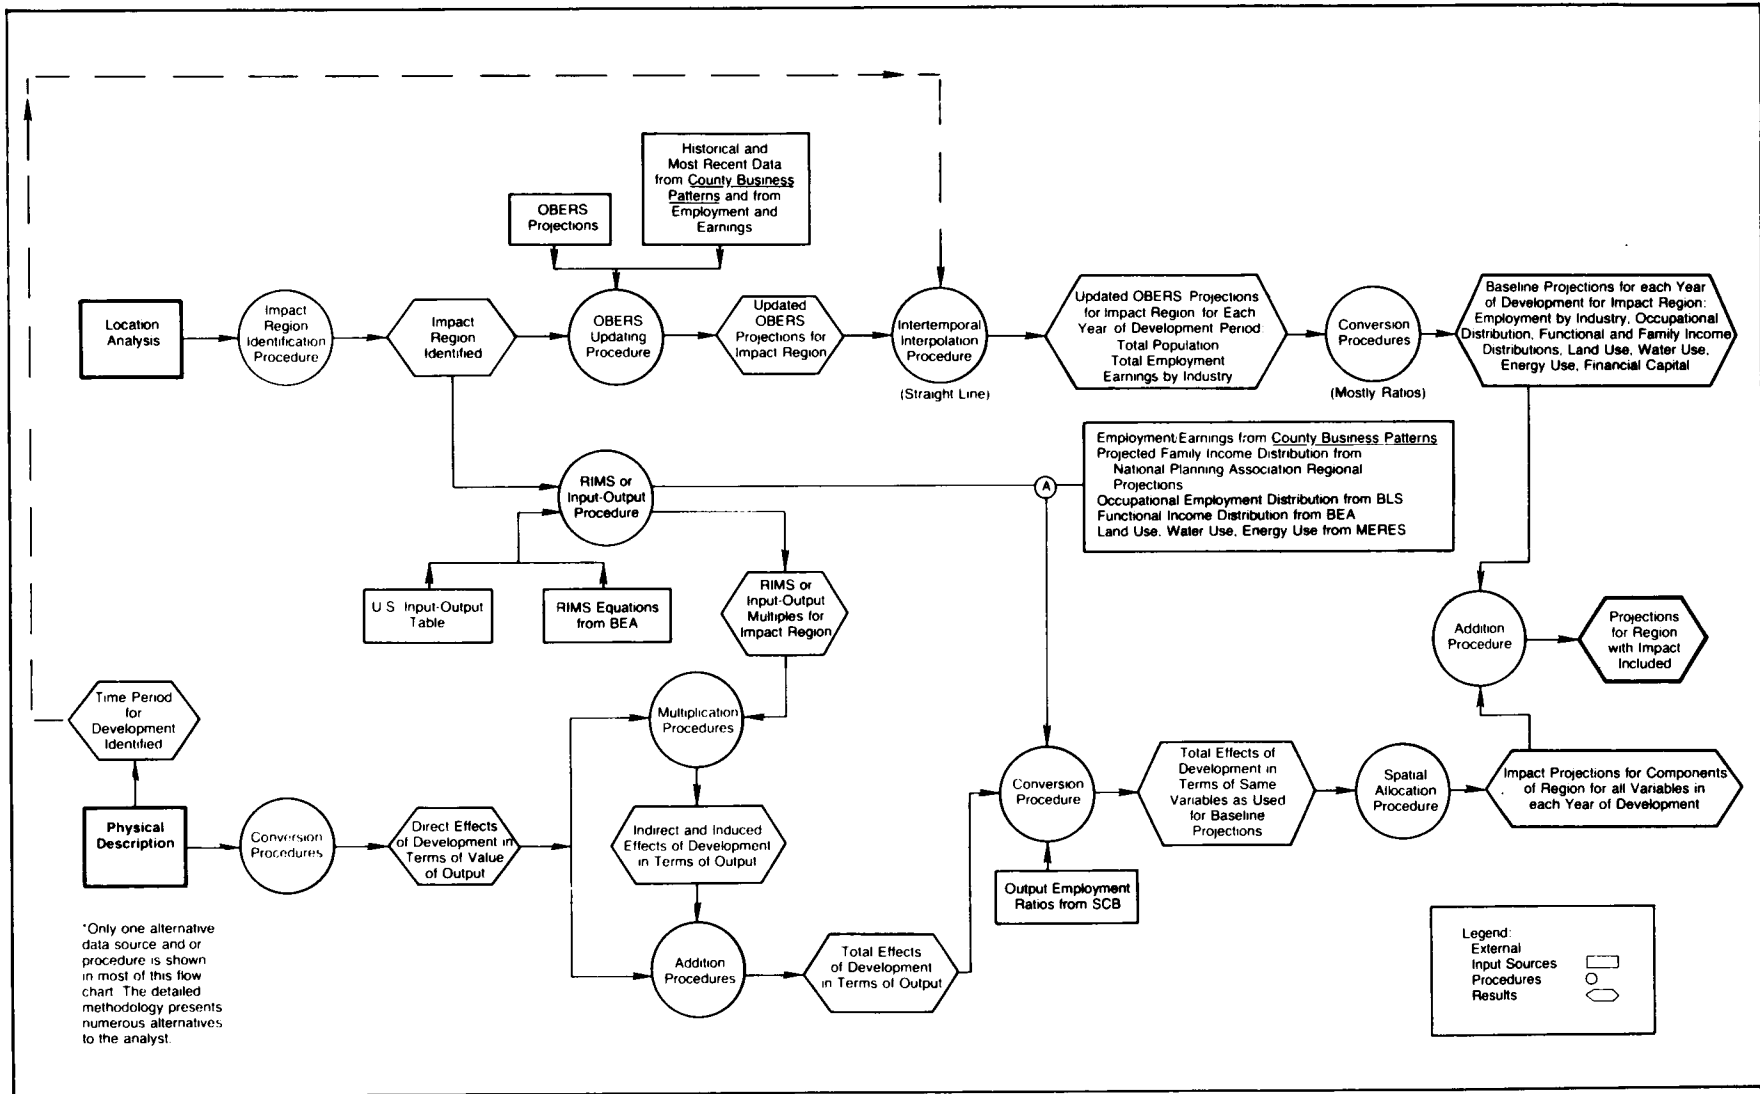 Historical and
Most Recent Data
from County Business
Patterns and from
Employment and
Earnings
OBERS
Projections
Location
Analysis
Impact
Region
Identification
Procedure
Impact
Region
Identified
OBERS
Updating
Procedure
Updated
OBERS
Projections for
Impact Region
Intertemporal
Interpolation
Procedure
(Straight Line)
Updated OBERS Projections
for Impact Region for Each
Year of Development Period:
Total Population
Total Employment
Earnings by Industry
Conversion
Procedures
(Mostly Ratios)
Baseline Projections for each Year
of Development for Impact Region:
Employment by Industry, Occupational
Distribution, Functional and Family Income
Distributions, Land Use, Water Use,
Energy Use, Financial Capital
RIMS or
Input-Output
Procedure
A
Employment/Earnings from County Business Patterns
Projected Family Income Distribution from
National Planning Association Regional
Projections
Occupational Employment Distribution from BLS
Functional Income Distribution from BEA
Land Use, Water Use, Energy Use from MERES
U S Input-Output
Table
RIMS Equations
from BEA
RIMS or
Input-Output
Multiples for
Impact Region
Addition
Procedure
Projections
for Region
with Impact
Included
Time Period
for
Development
Identified
Multiplication
Procedures
Physical
Description
Conversion
Procedures
Direct Effects
of Development in
Terms of Value
of Output
Indirect and Induced
Effects of Development
in Terms of Output
Conversion
Procedure
Total Effects of
Development in
Terms of Same
Variables as Used
for Baseline
Projections
Spatial
Allocation
Procedure
Impact Projections for Components
of Region for all Variables in
each Year of Development
Output Employment
Ratios from SCB
Addition
Procedures
Total Effects
of Development
in Terms of Output
*Only one alternative
data source and or
procedure is shown
in most of this flow
chart. The detailed
methodology presents
numerous alternatives
to the analyst.
Legend:
External
Input Sources
Procedures
Results